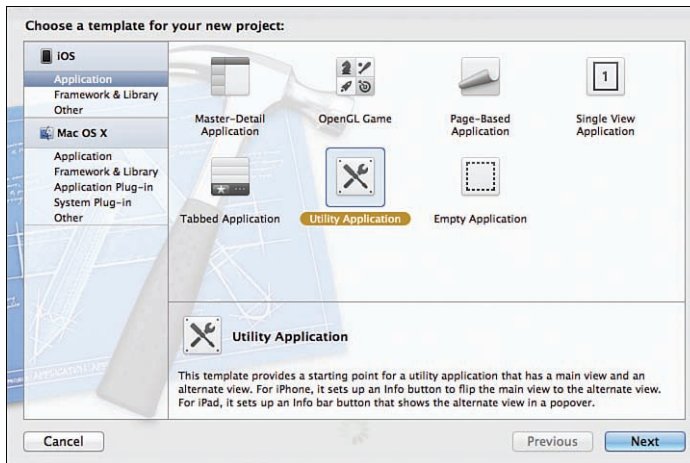 Choose a template for your new project:
iOS
Application
Framework & Library
Other
Mac OS X
Application
Framework & Library
Application Plug-in
System Plug-in
Other
Master-Detail
Application
OpenGL Game
Page-Based
Application
1
Single View
Application
Tabbed Application
Utility Application
Empty Application
Utility Application
This template provides a starting point for a utility application that has a main view and an
alternate view. For iPhone, it sets up an Info button to flip the main view to the alternate view.
For iPad, it sets up an Info bar button that shows the alternate view in a popover.
Cancel
Previous
Next